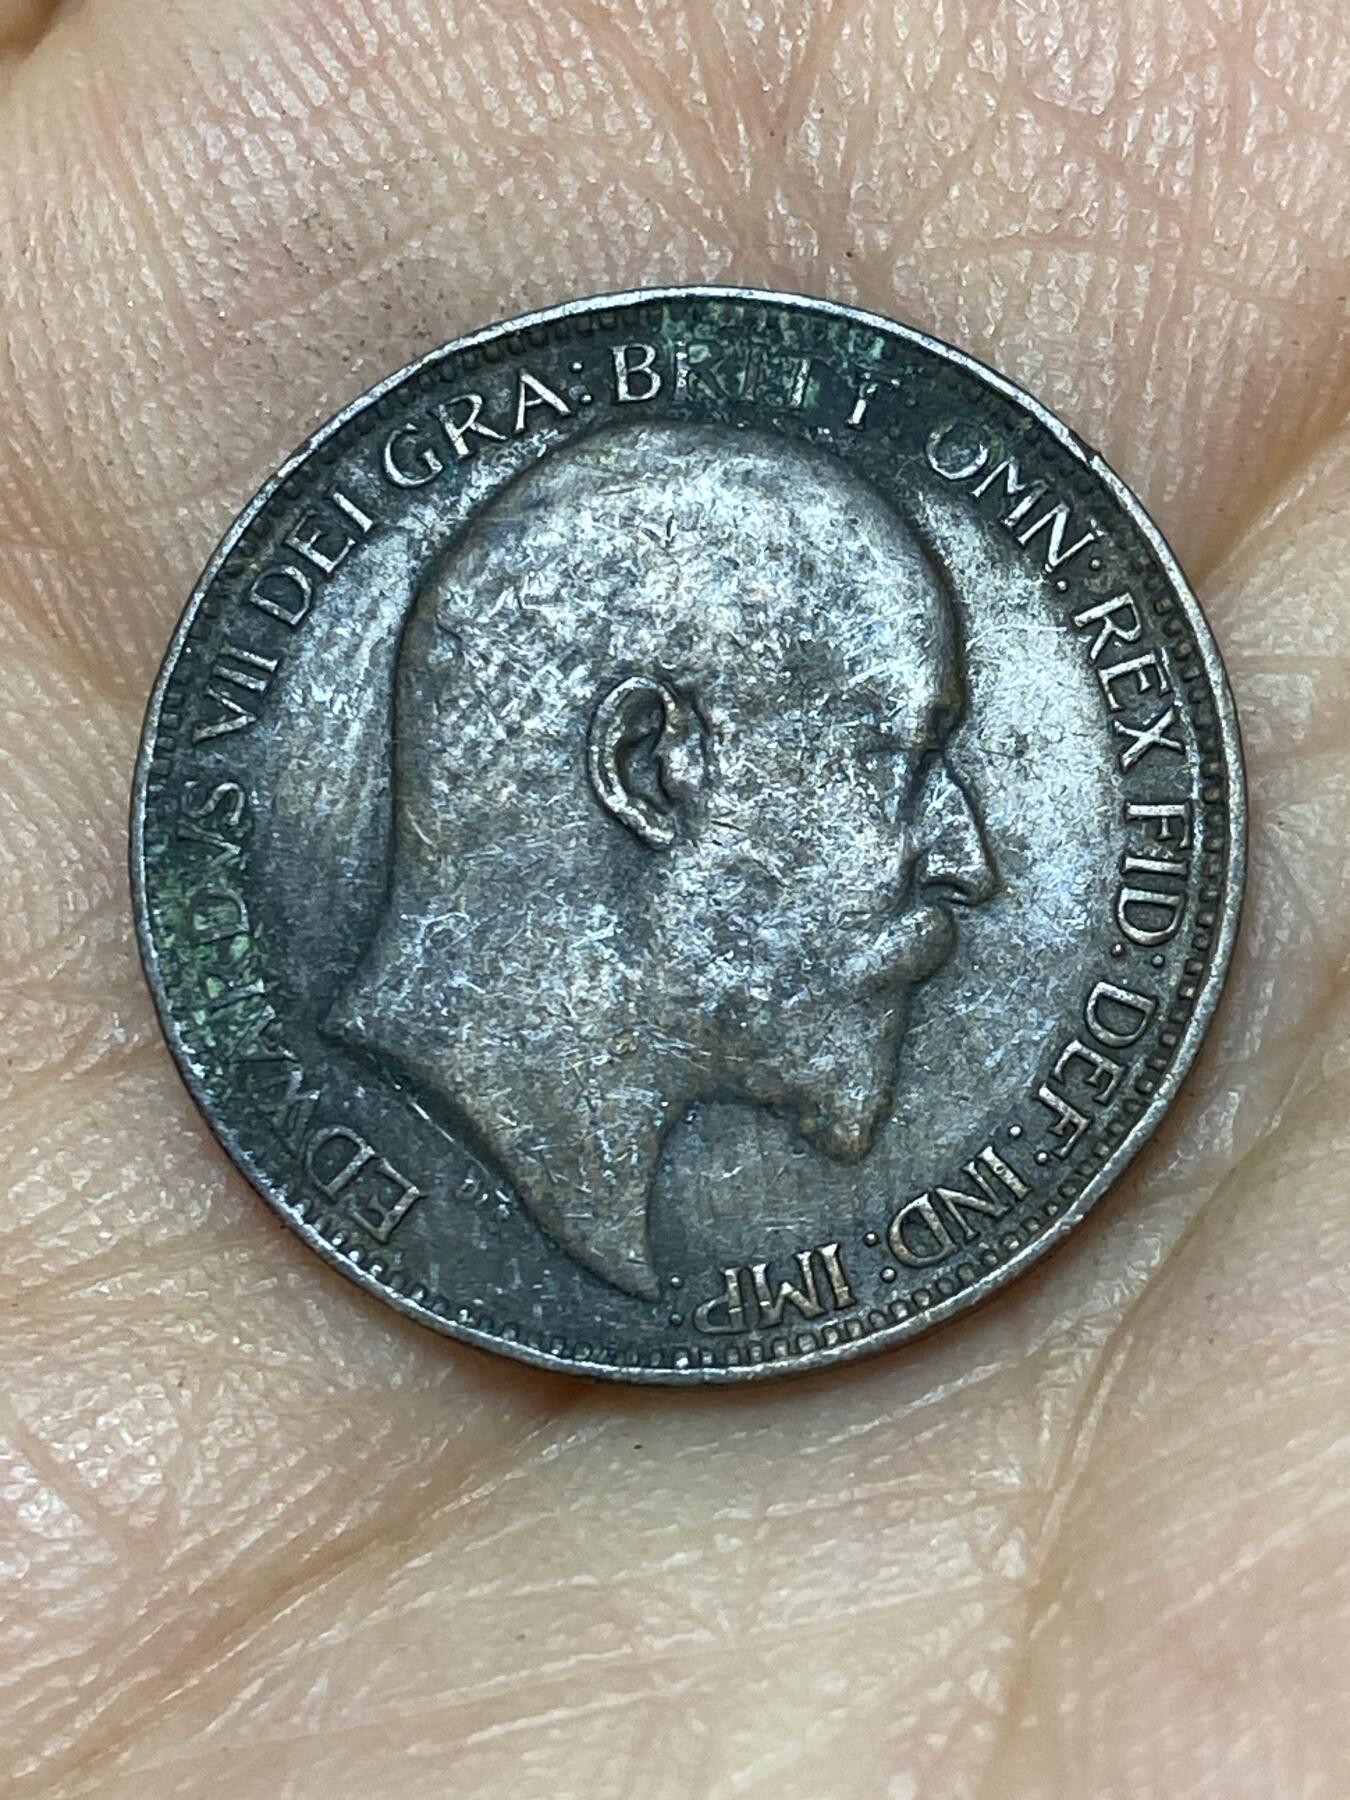 EDWARDVS VII DEI GRA: BRITT OMN: REX FID: DEF: IND: IMP: